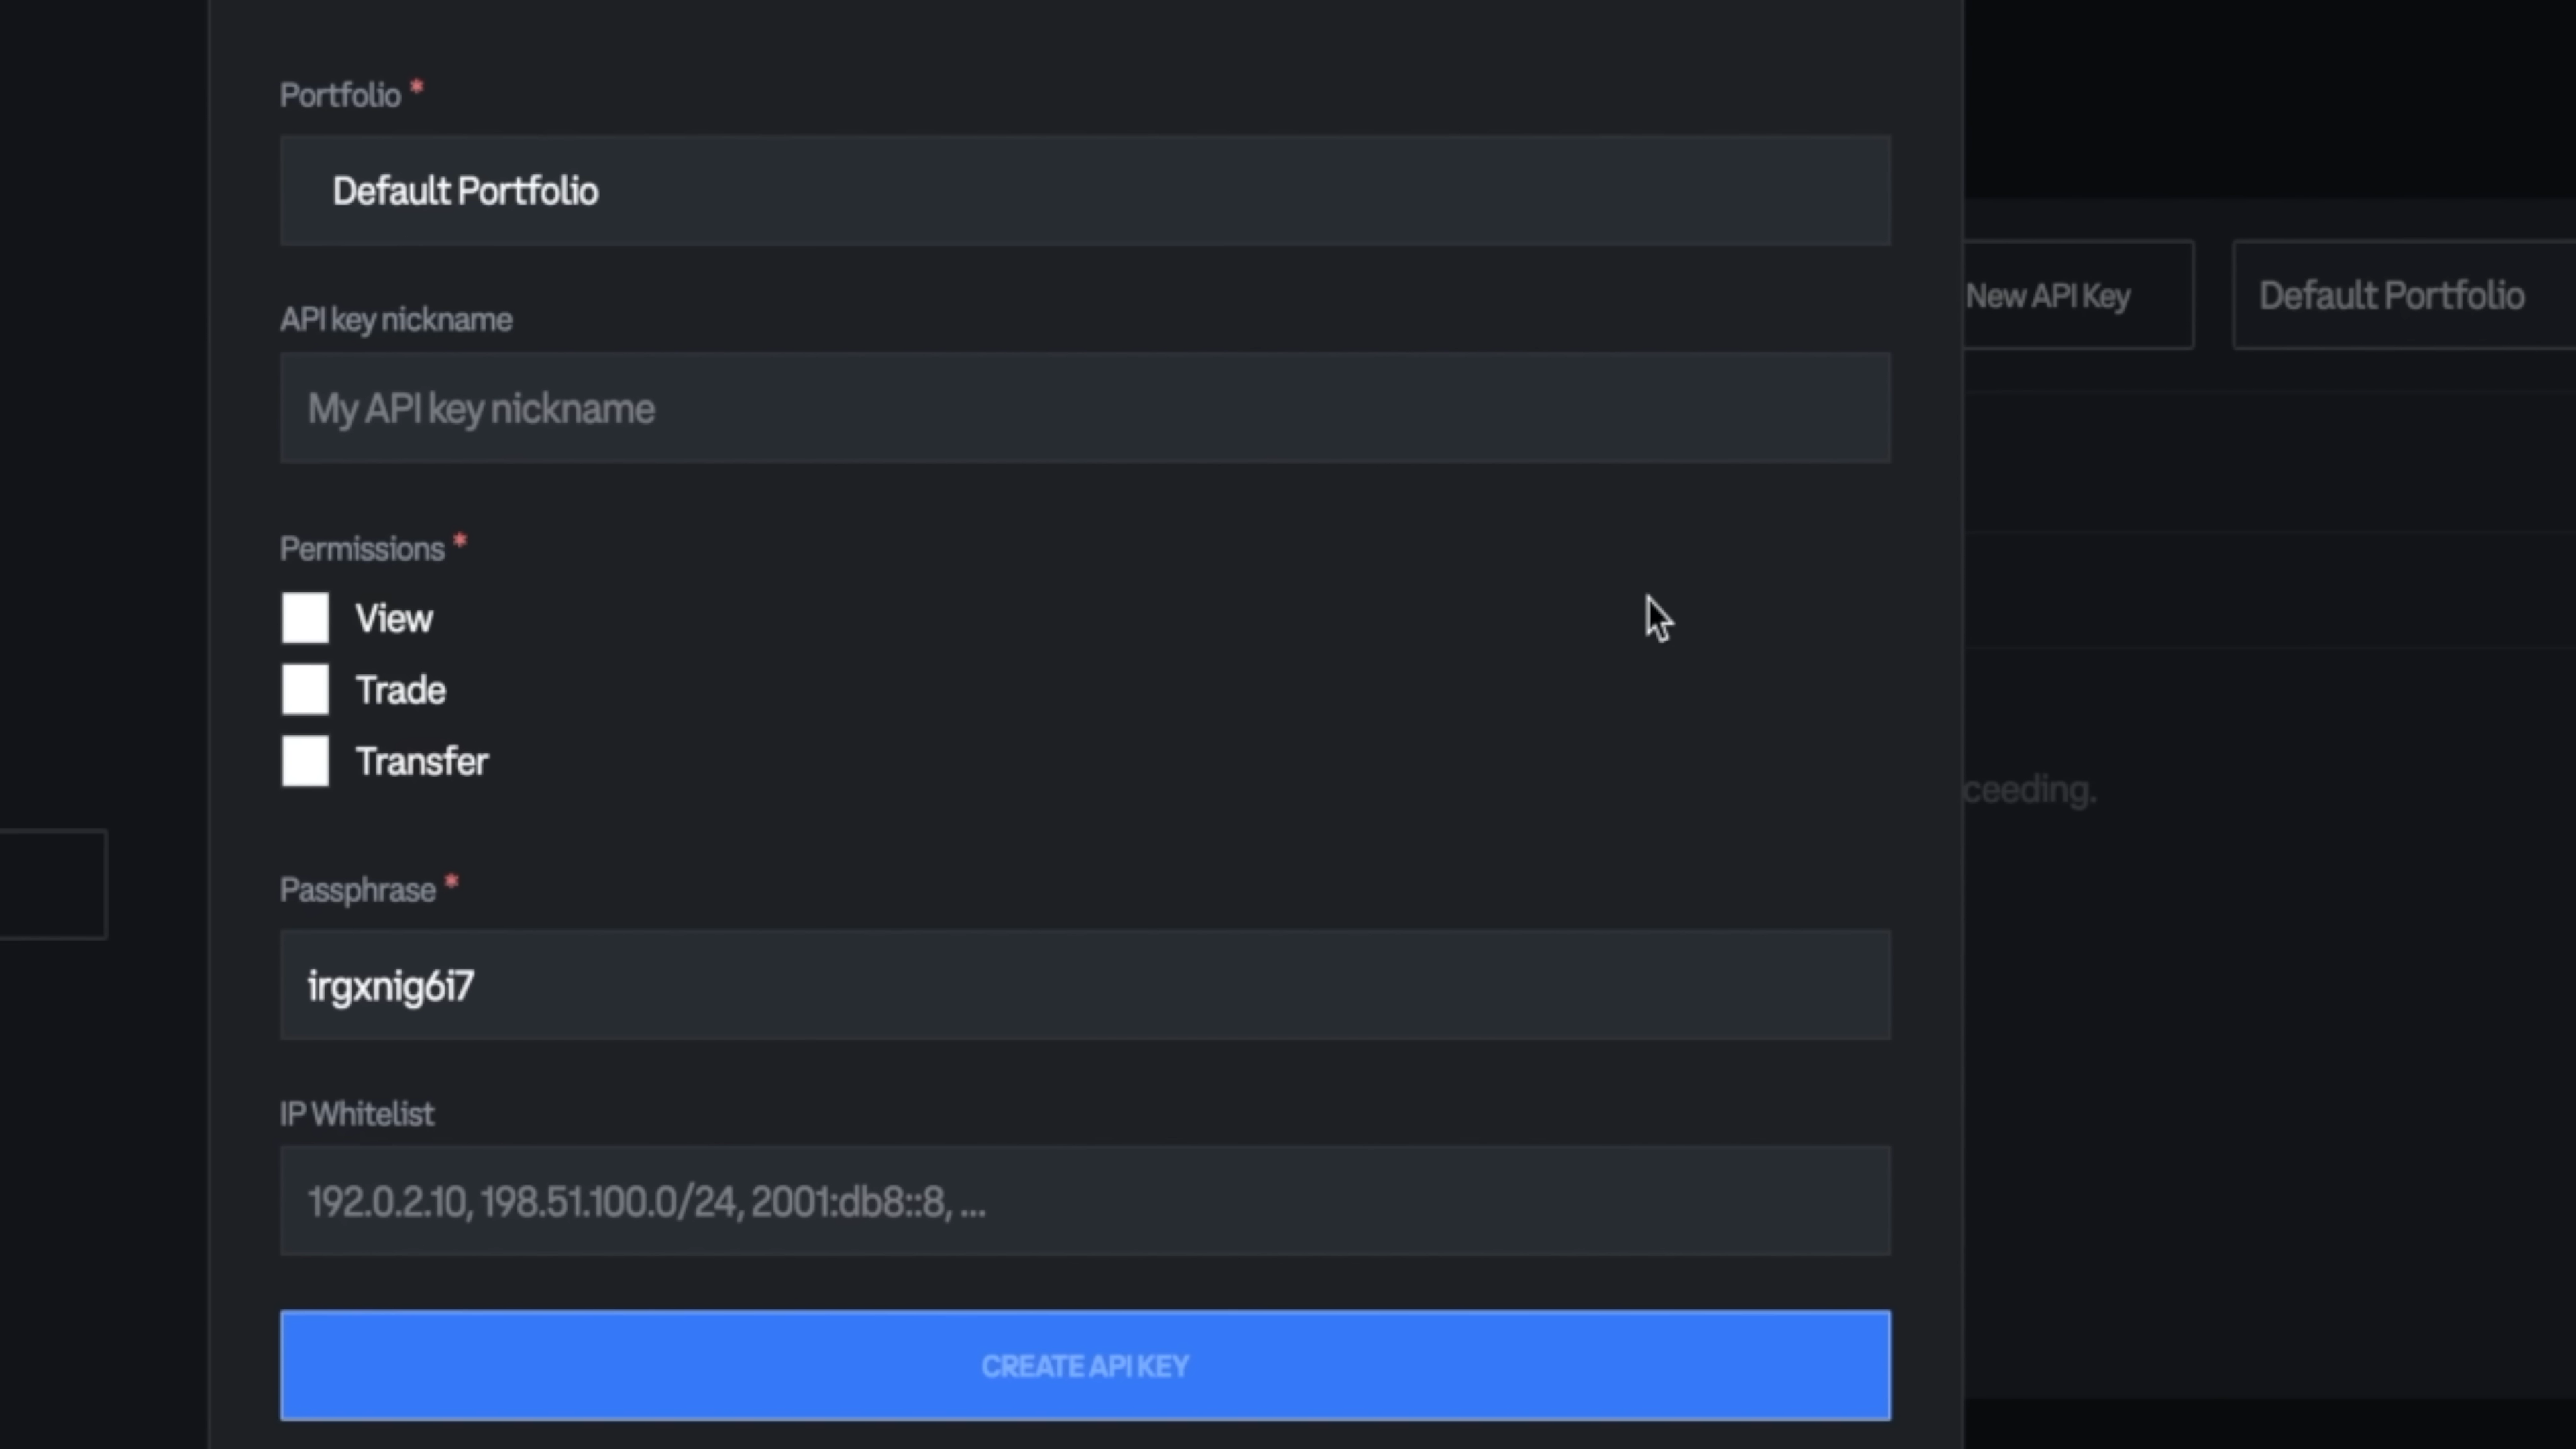 Portfolio *
Default Portfolio
New API Key
Default Portfolio
API key nickname
My API key nickname
Permissions *
View
Trade
Transfer
ceeding.
Passphrase *
irgxnig6i7
IP Whitelist
192.0.2.10, 198.51.100.0/24, 2001:db8::8, ...
CREATE API KEY